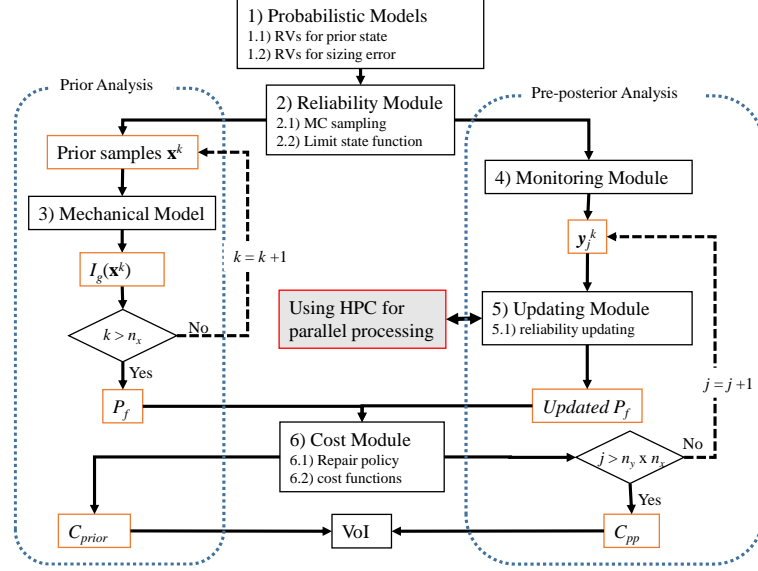 1) Probabilistic Models
1.1) RVs for prior state
1.2) RVs for sizing error
Prior Analysis
Pre-posterior Analysis
2) Reliability Module
2.1) MC sampling
2.2) Limit state function
Prior samples x^k
4) Monitoring Module
3) Mechanical Model
y_j^k
k = k +1
I_g(x^k)
Using HPC for
parallel processing
5) Updating Module
5.1) reliability updating
k > n_x
No
Yes
j = j +1
P_f
Updated P_f
6) Cost Module
6.1) Repair policy
6.2) cost functions
No
j > n_y x n_x
Yes
C_prior
VoI
C_pp